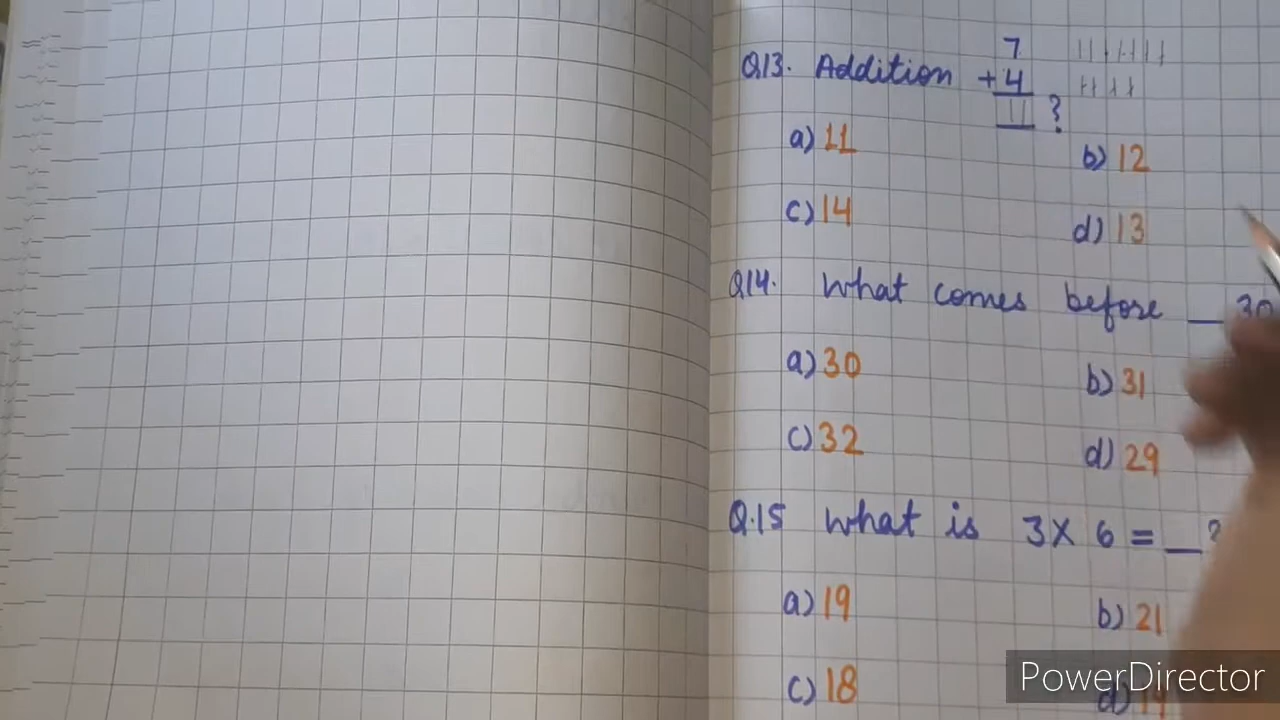 Q13. Addition 7
+4
11 ?
a) 11 b) 12
c) 14 d) 13
Q14. What comes before __ 30
a) 30 b) 31
c) 32 d) 29
Q.15 What is 3 x 6 = __ ?
a) 19 b) 21
c) 18 d)
PowerDirector